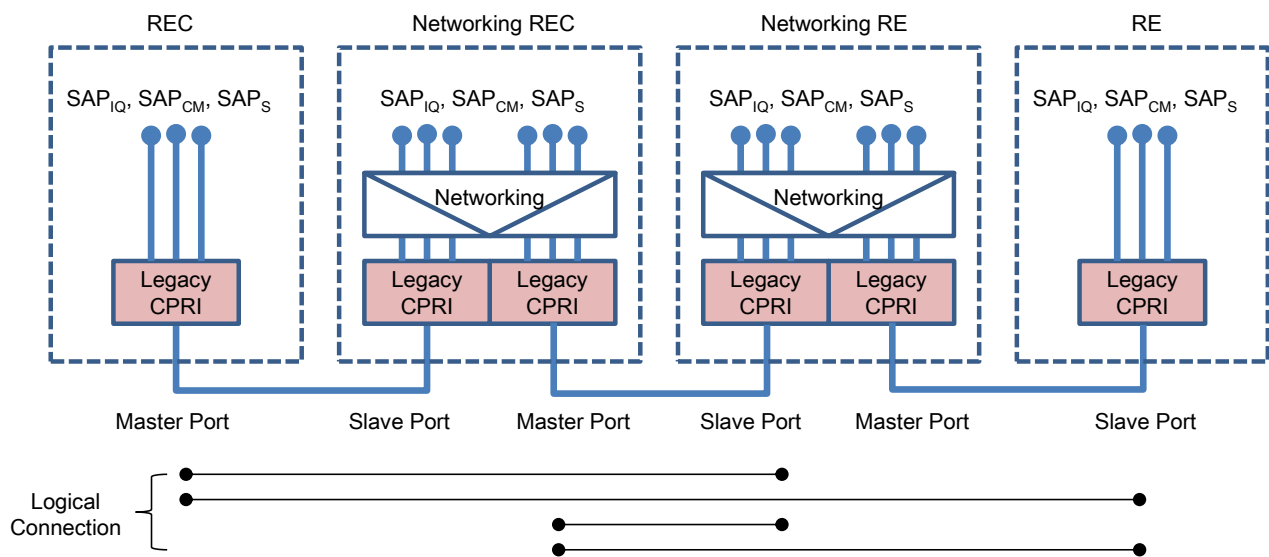 REC Networking REC Networking RE RE
SAP_IQ, SAP_CM, SAP_S SAP_IQ, SAP_CM, SAP_S SAP_IQ, SAP_CM, SAP_S SAP_IQ, SAP_CM, SAP_S
Networking Networking
Legacy Legacy Legacy Legacy Legacy Legacy
CPRI CPRI CPRI CPRI CPRI CPRI
Master Port Slave Port Master Port Slave Port Master Port Slave Port
Logical
Connection